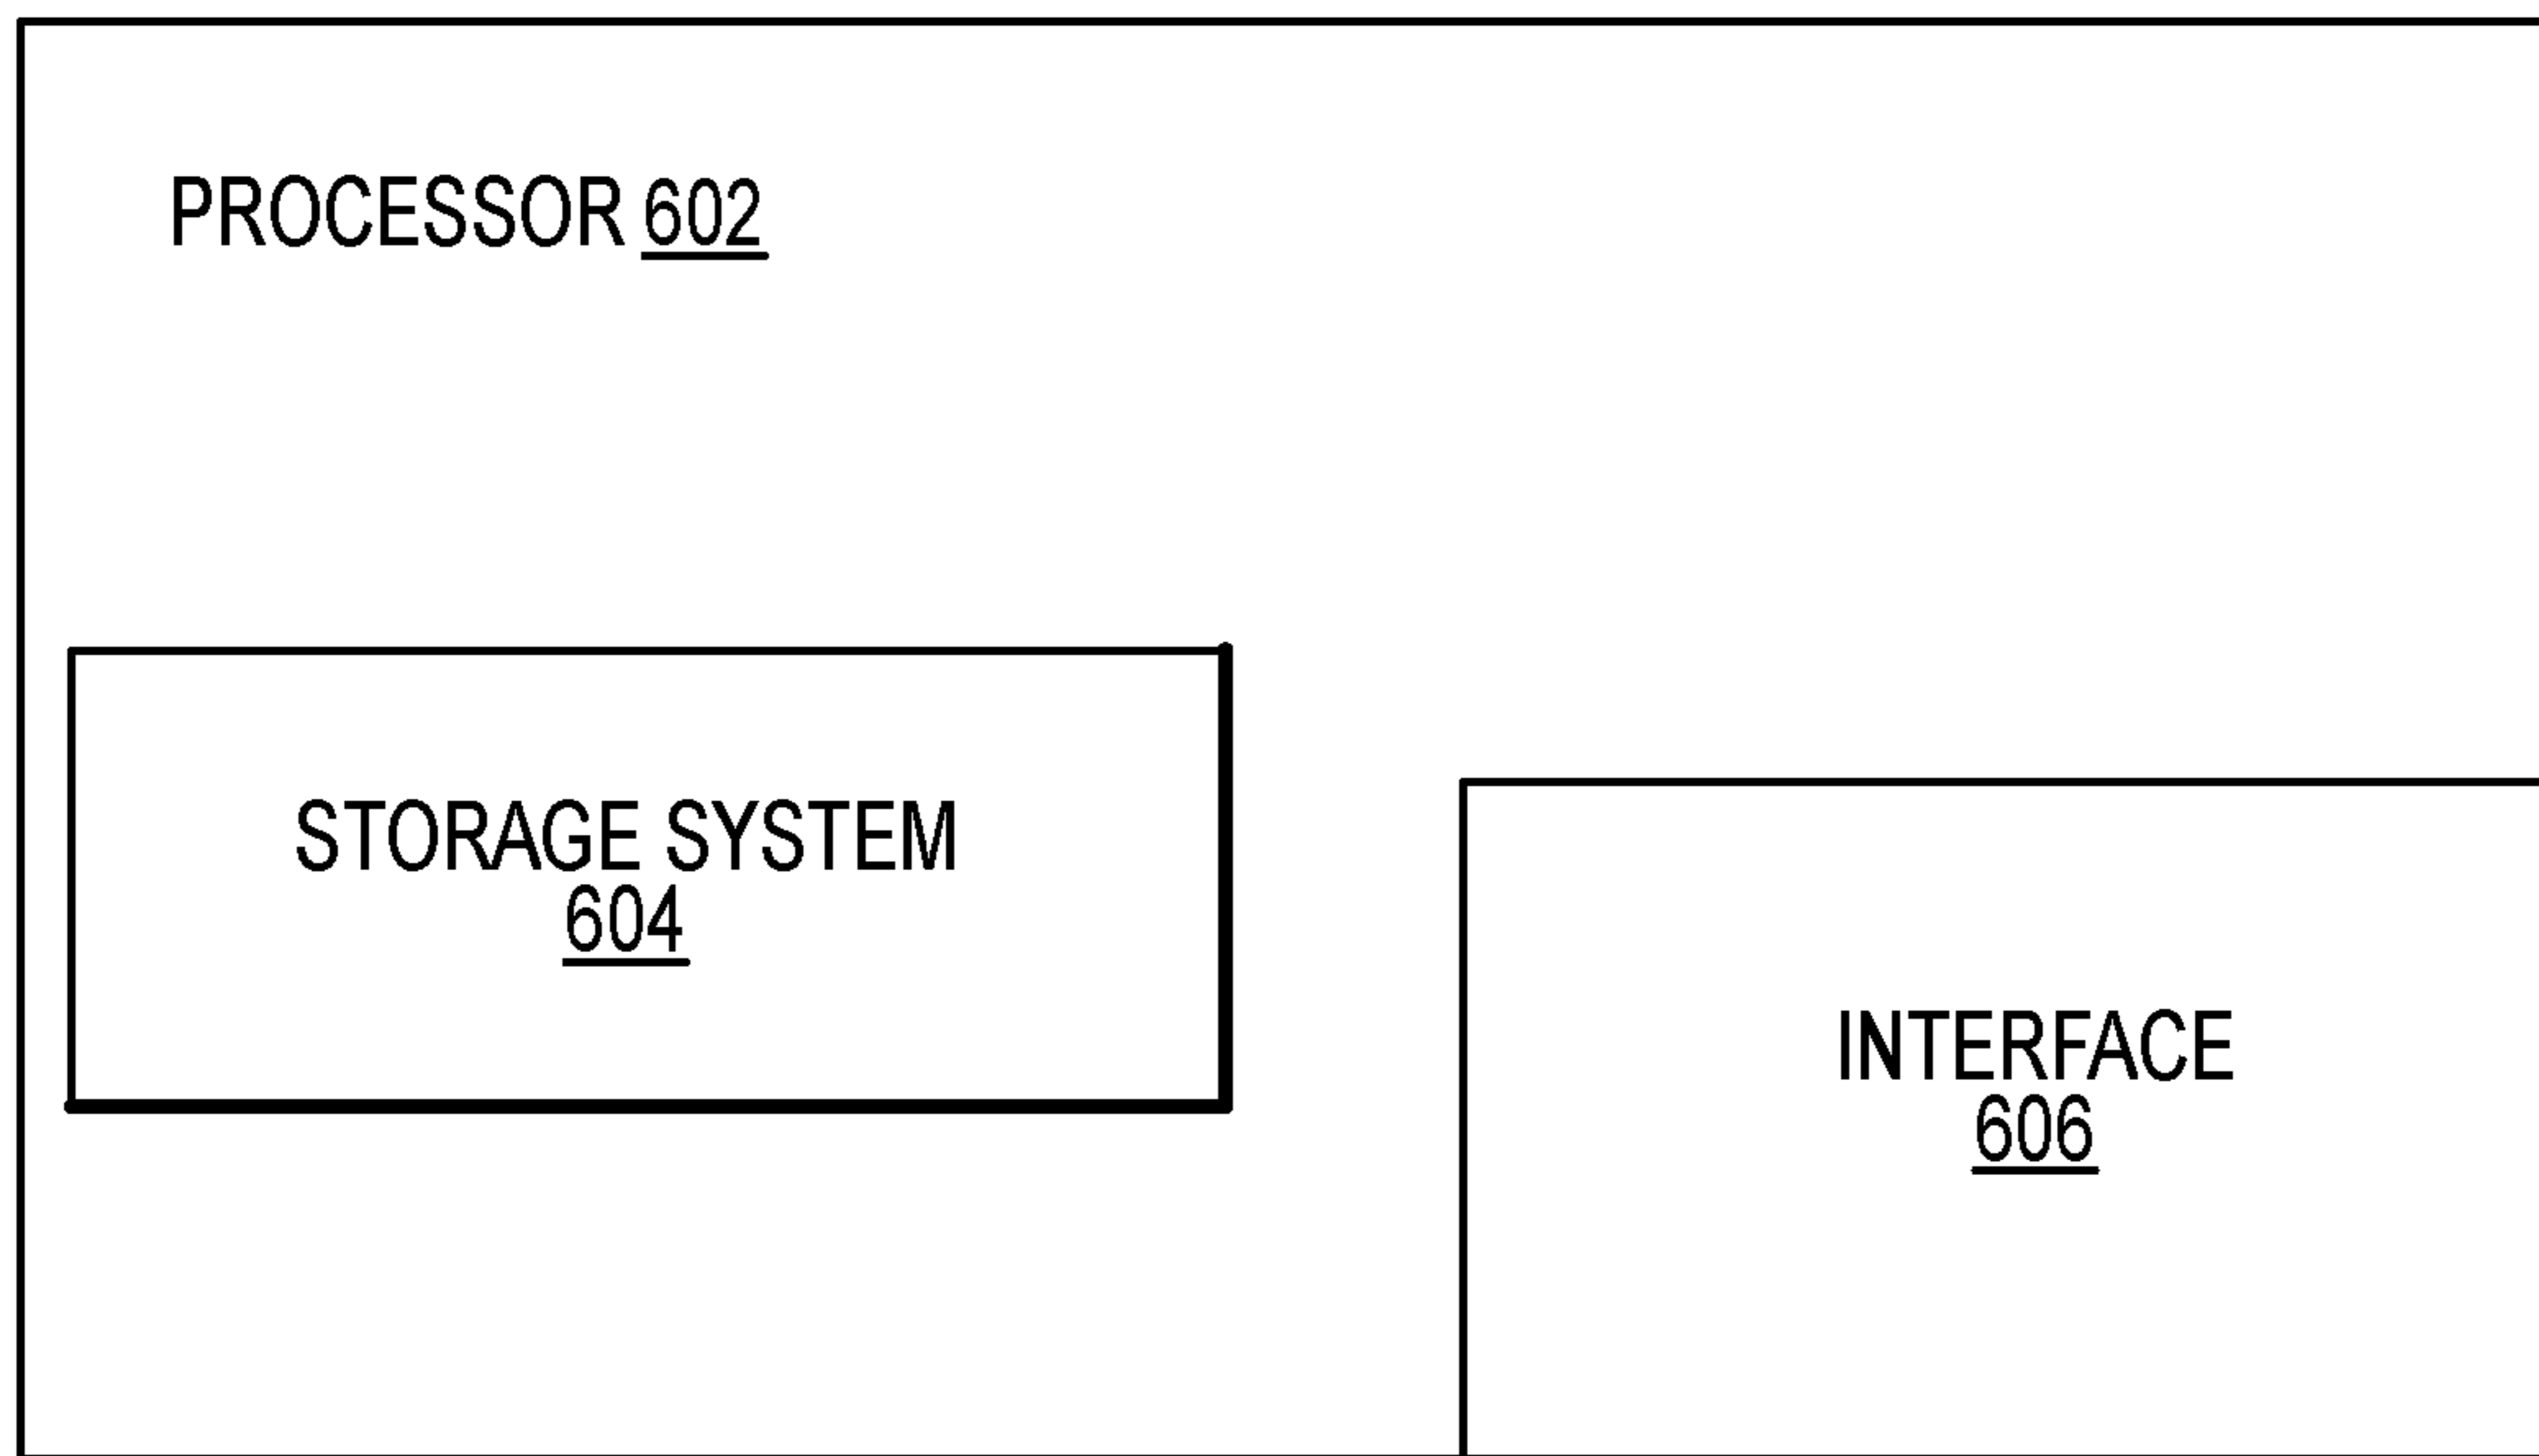 PROCESSOR 602
STORAGE SYSTEM
604
INTERFACE
606